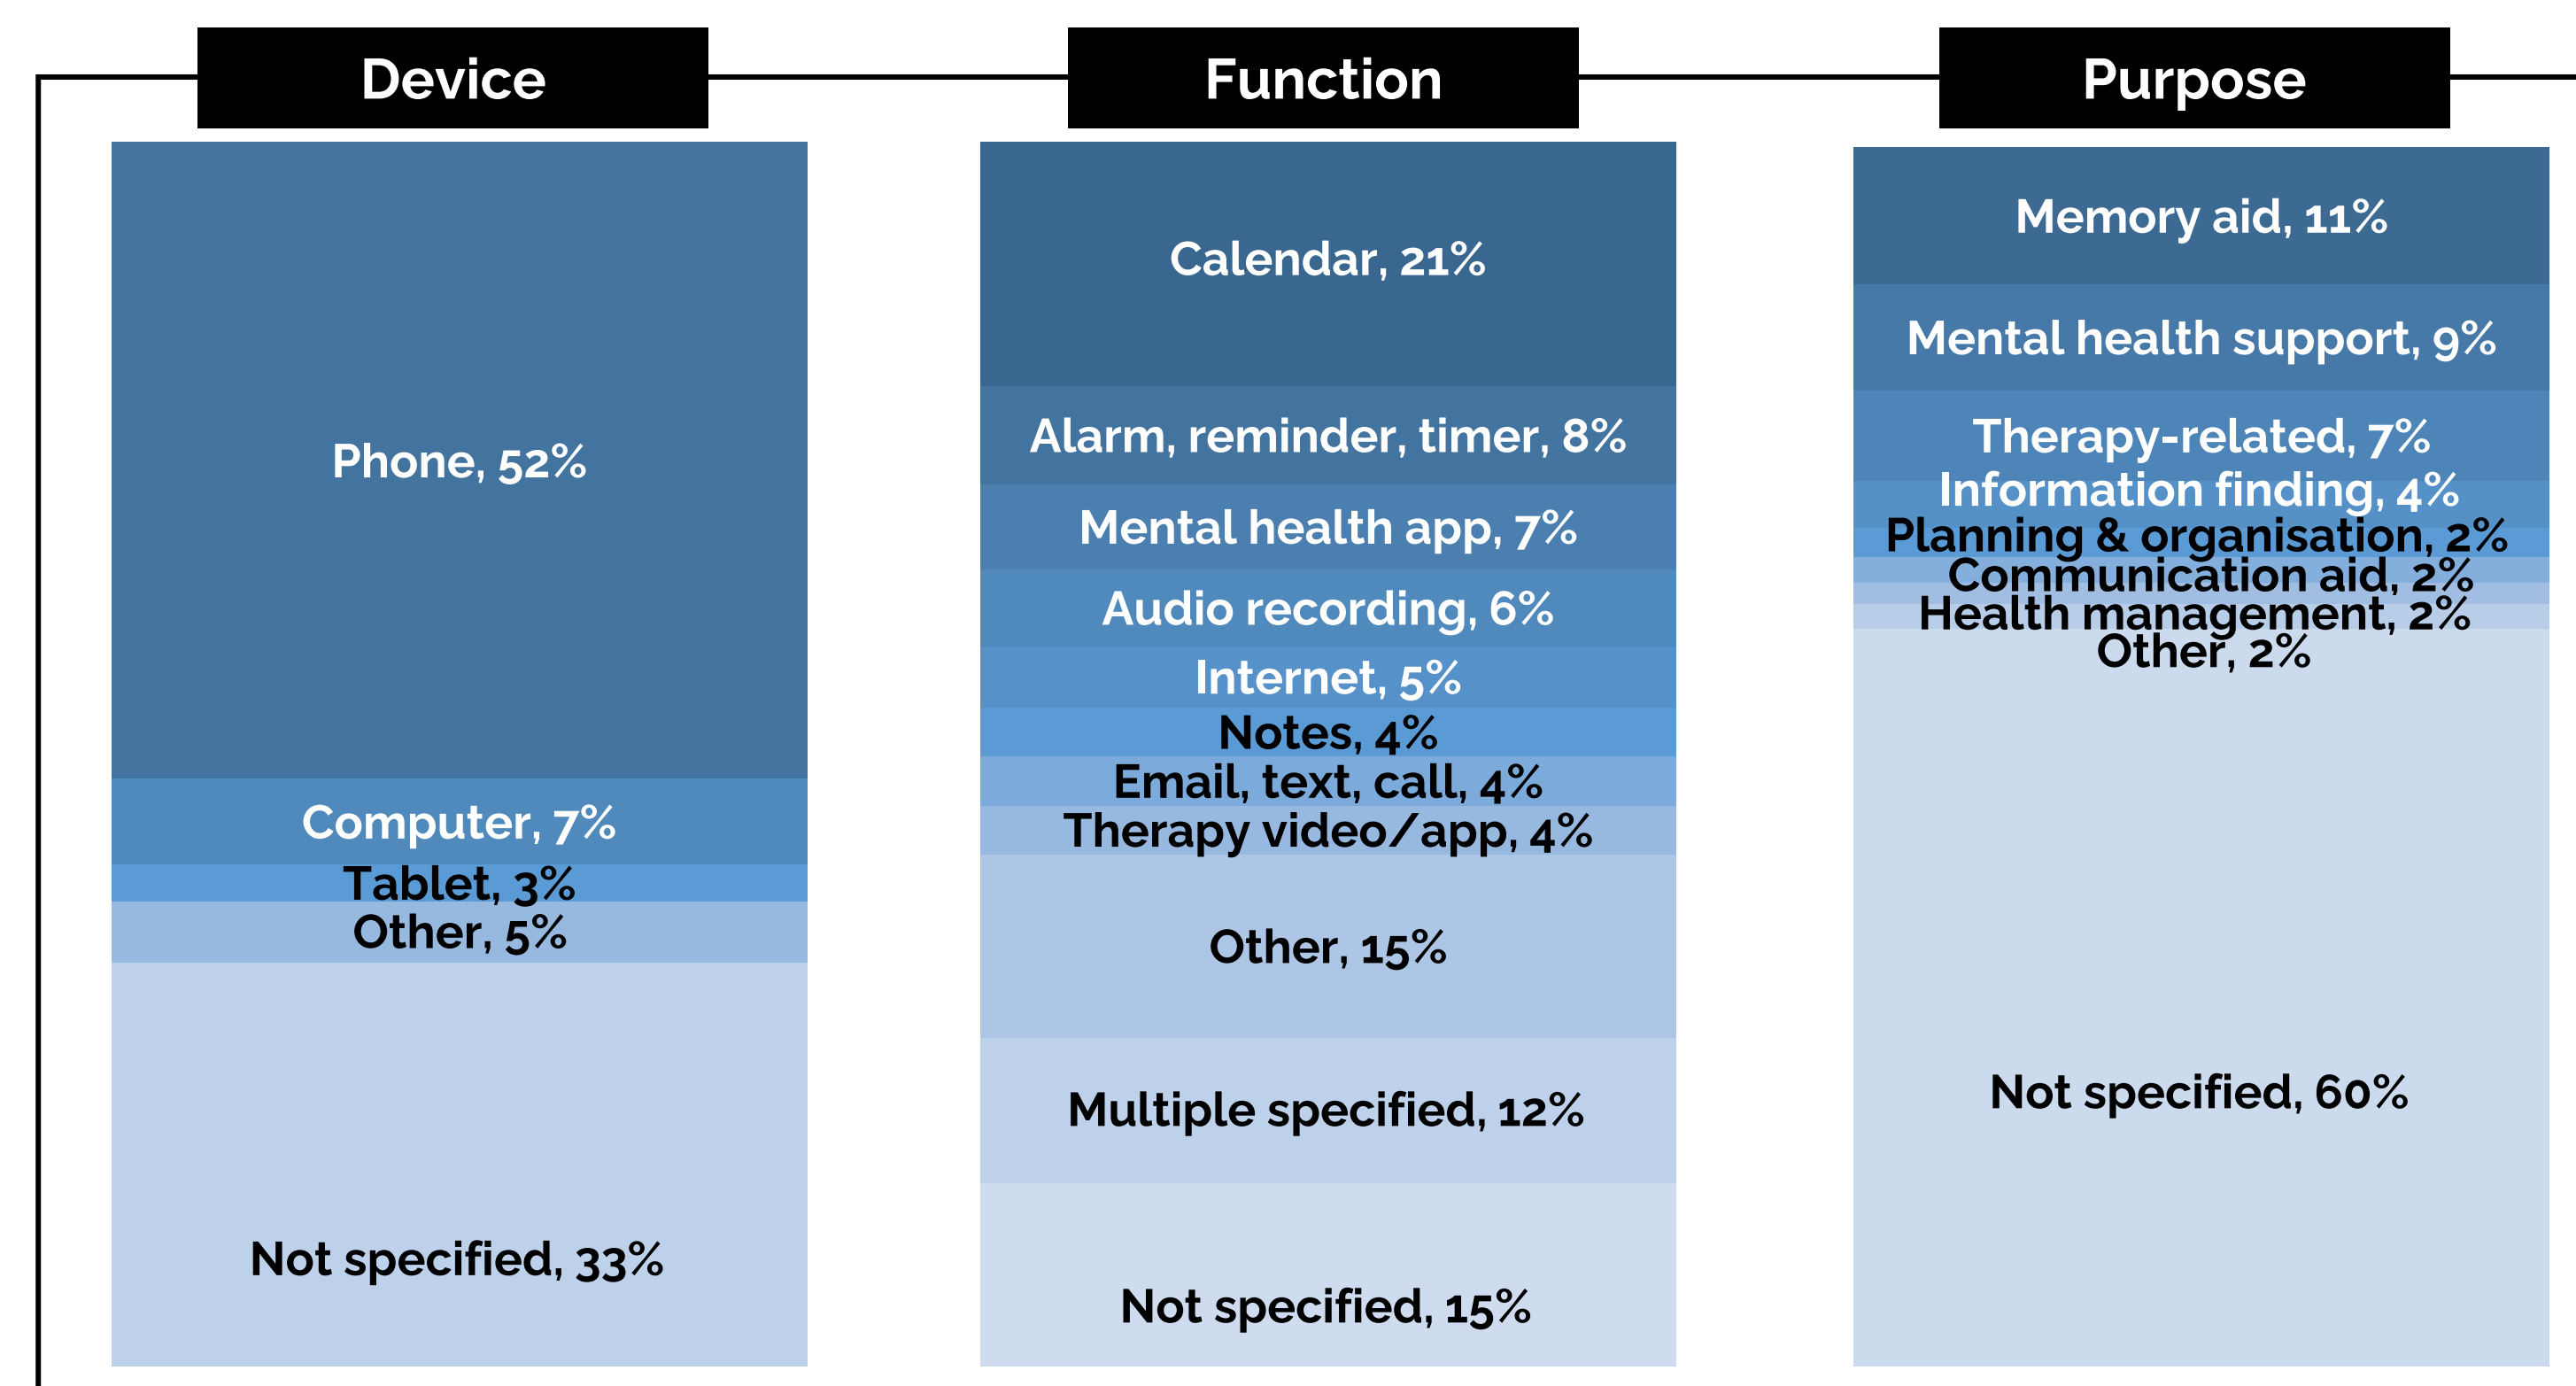 Device
Function
Purpose
Phone, 52%
Computer, 7%
Tablet, 3%
Other, 5%
Not specified, 33%
Calendar, 21%
Alarm, reminder, timer, 8%
Mental health app, 7%
Audio recording, 6%
Internet, 5%
Notes, 4%
Email, text, call, 4%
Therapy video/app, 4%
Other, 15%
Multiple specified, 12%
Not specified, 15%
Memory aid, 11%
Mental health support, 9%
Therapy-related, 7%
Information finding, 4%
Planning & organisation, 2%
Communication aid, 2%
Health management, 2%
Other, 2%
Not specified, 60%